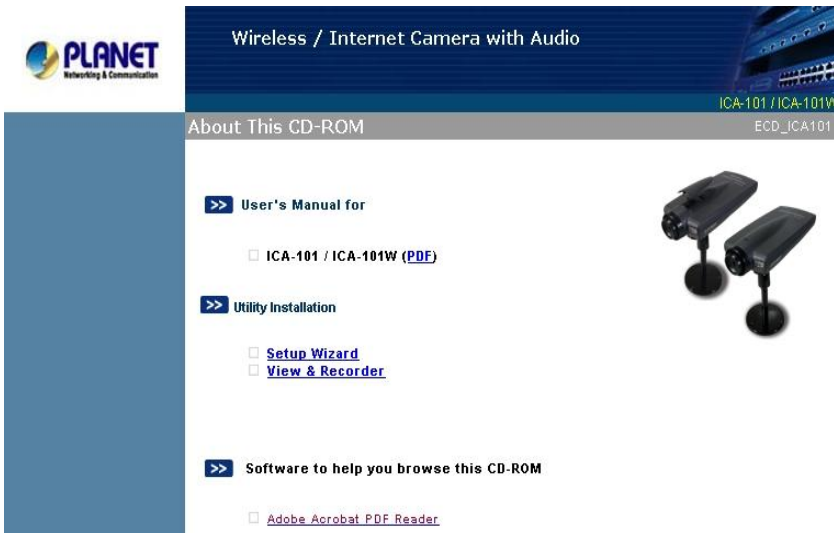 PLANET
Networking & Communication
Wireless / Internet Camera with Audio
ICA-101 / ICA-101W
About This CD-ROM
ECD_ICA101
>> User's Manual for
ICA-101 / ICA-101W (PDF)
>> Utility Installation
Setup Wizard
View & Recorder
>> Software to help you browse this CD-ROM
Adobe Acrobat PDF Reader